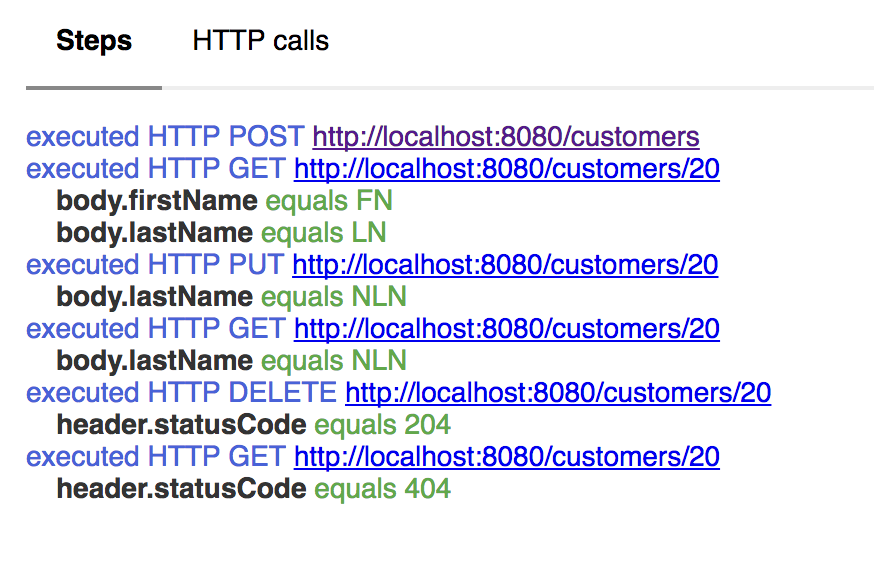 Steps HTTP calls
executed HTTP POST http://localhost:8080/customers
executed HTTP GET http://localhost:8080/customers/20
body.firstName equals FN
body.lastName equals LN
executed HTTP PUT http://localhost:8080/customers/20
body.lastName equals NLN
executed HTTP GET http://localhost:8080/customers/20
body.lastName equals NLN
executed HTTP DELETE http://localhost:8080/customers/20
header.statusCode equals 204
executed HTTP GET http://localhost:8080/customers/20
header.statusCode equals 404